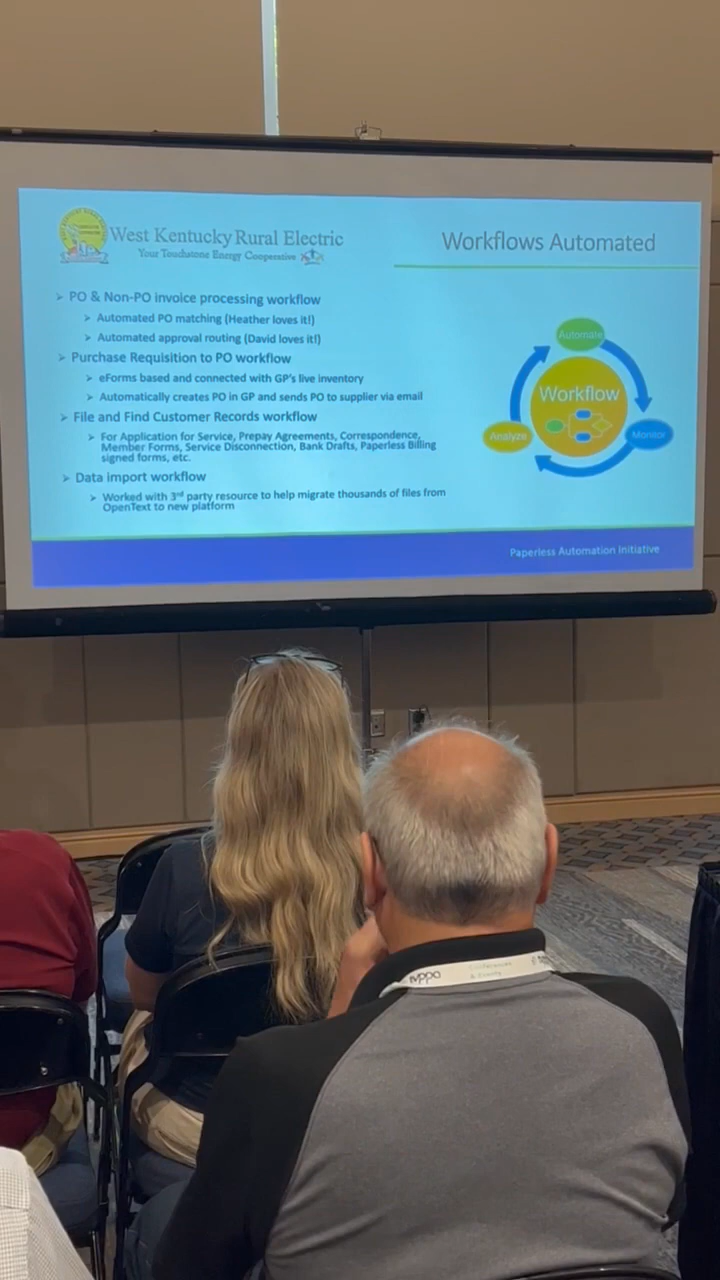 West Kentucky Rural Electric
Your Touchstone Energy Cooperative
Workflows Automated
➢ PO & Non-PO invoice processing workflow
➢ Automated PO matching (Heather loves it!)
➢ Automated approval routing (David loves it!)
➢ Purchase Requisition to PO workflow
➢ eForms based and connected with GP's live inventory
➢ Automatically creates PO in GP and sends PO to supplier via email
➢ File and Find Customer Records workflow
➢ For Application for Service, Prepay Agreements, Correspondence,
Member Forms, Service Disconnection, Bank Drafts, Paperless Billing
signed forms, etc.
➢ Data import workflow
➢ Worked with 3rd party resource to help migrate thousands of files from
OpenText to new platform
Automate
Workflow
Analyze
Monitor
Paperless Automation Initiative
mppa
Conferences
& Events